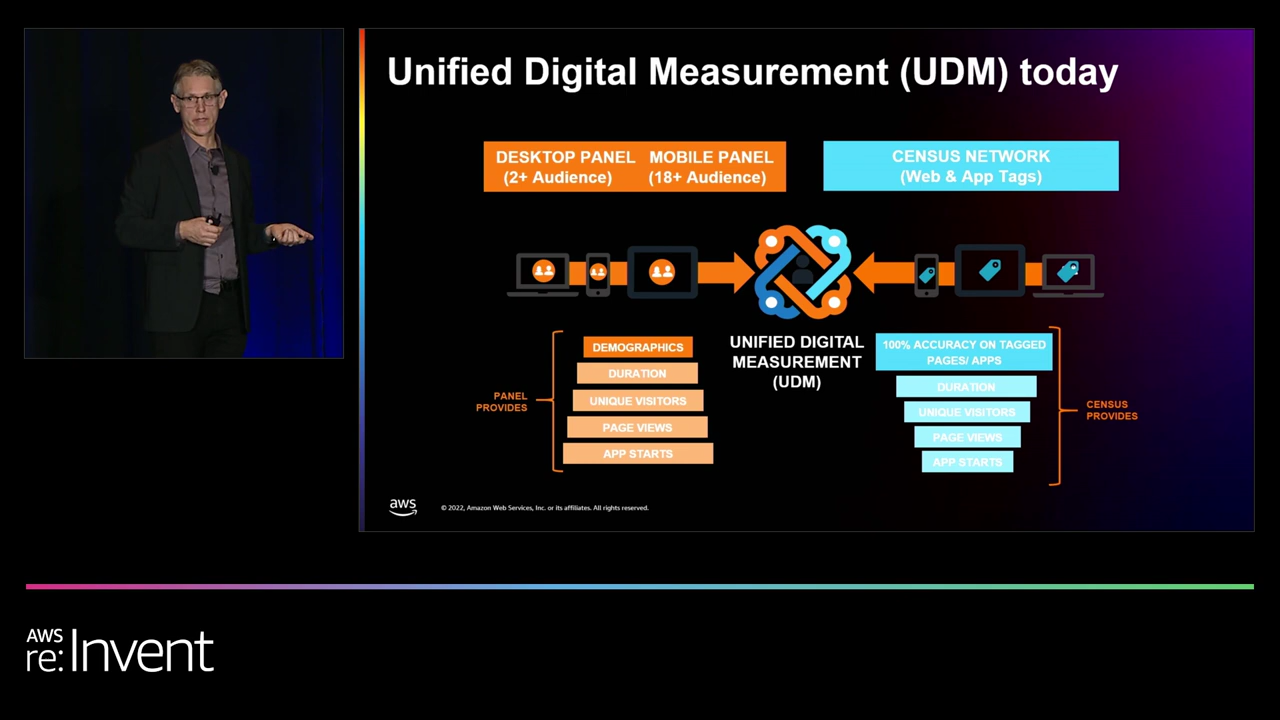 Unified Digital Measurement (UDM) today
DESKTOP PANEL
(2+ Audience)
MOBILE PANEL
(18+ Audience)
CENSUS NETWORK
(Web & App Tags)
UNIFIED DIGITAL
MEASUREMENT
(UDM)
PANEL
PROVIDES
DEMOGRAPHICS
DURATION
UNIQUE VISITORS
PAGE VIEWS
APP STARTS
100% ACCURACY ON TAGGED
PAGES/ APPS
DURATION
UNIQUE VISITORS
PAGE VIEWS
APP STARTS
CENSUS
PROVIDES
aws
© 2022, Amazon Web Services, Inc. or its affiliates. All rights reserved.
AWS
re:Invent